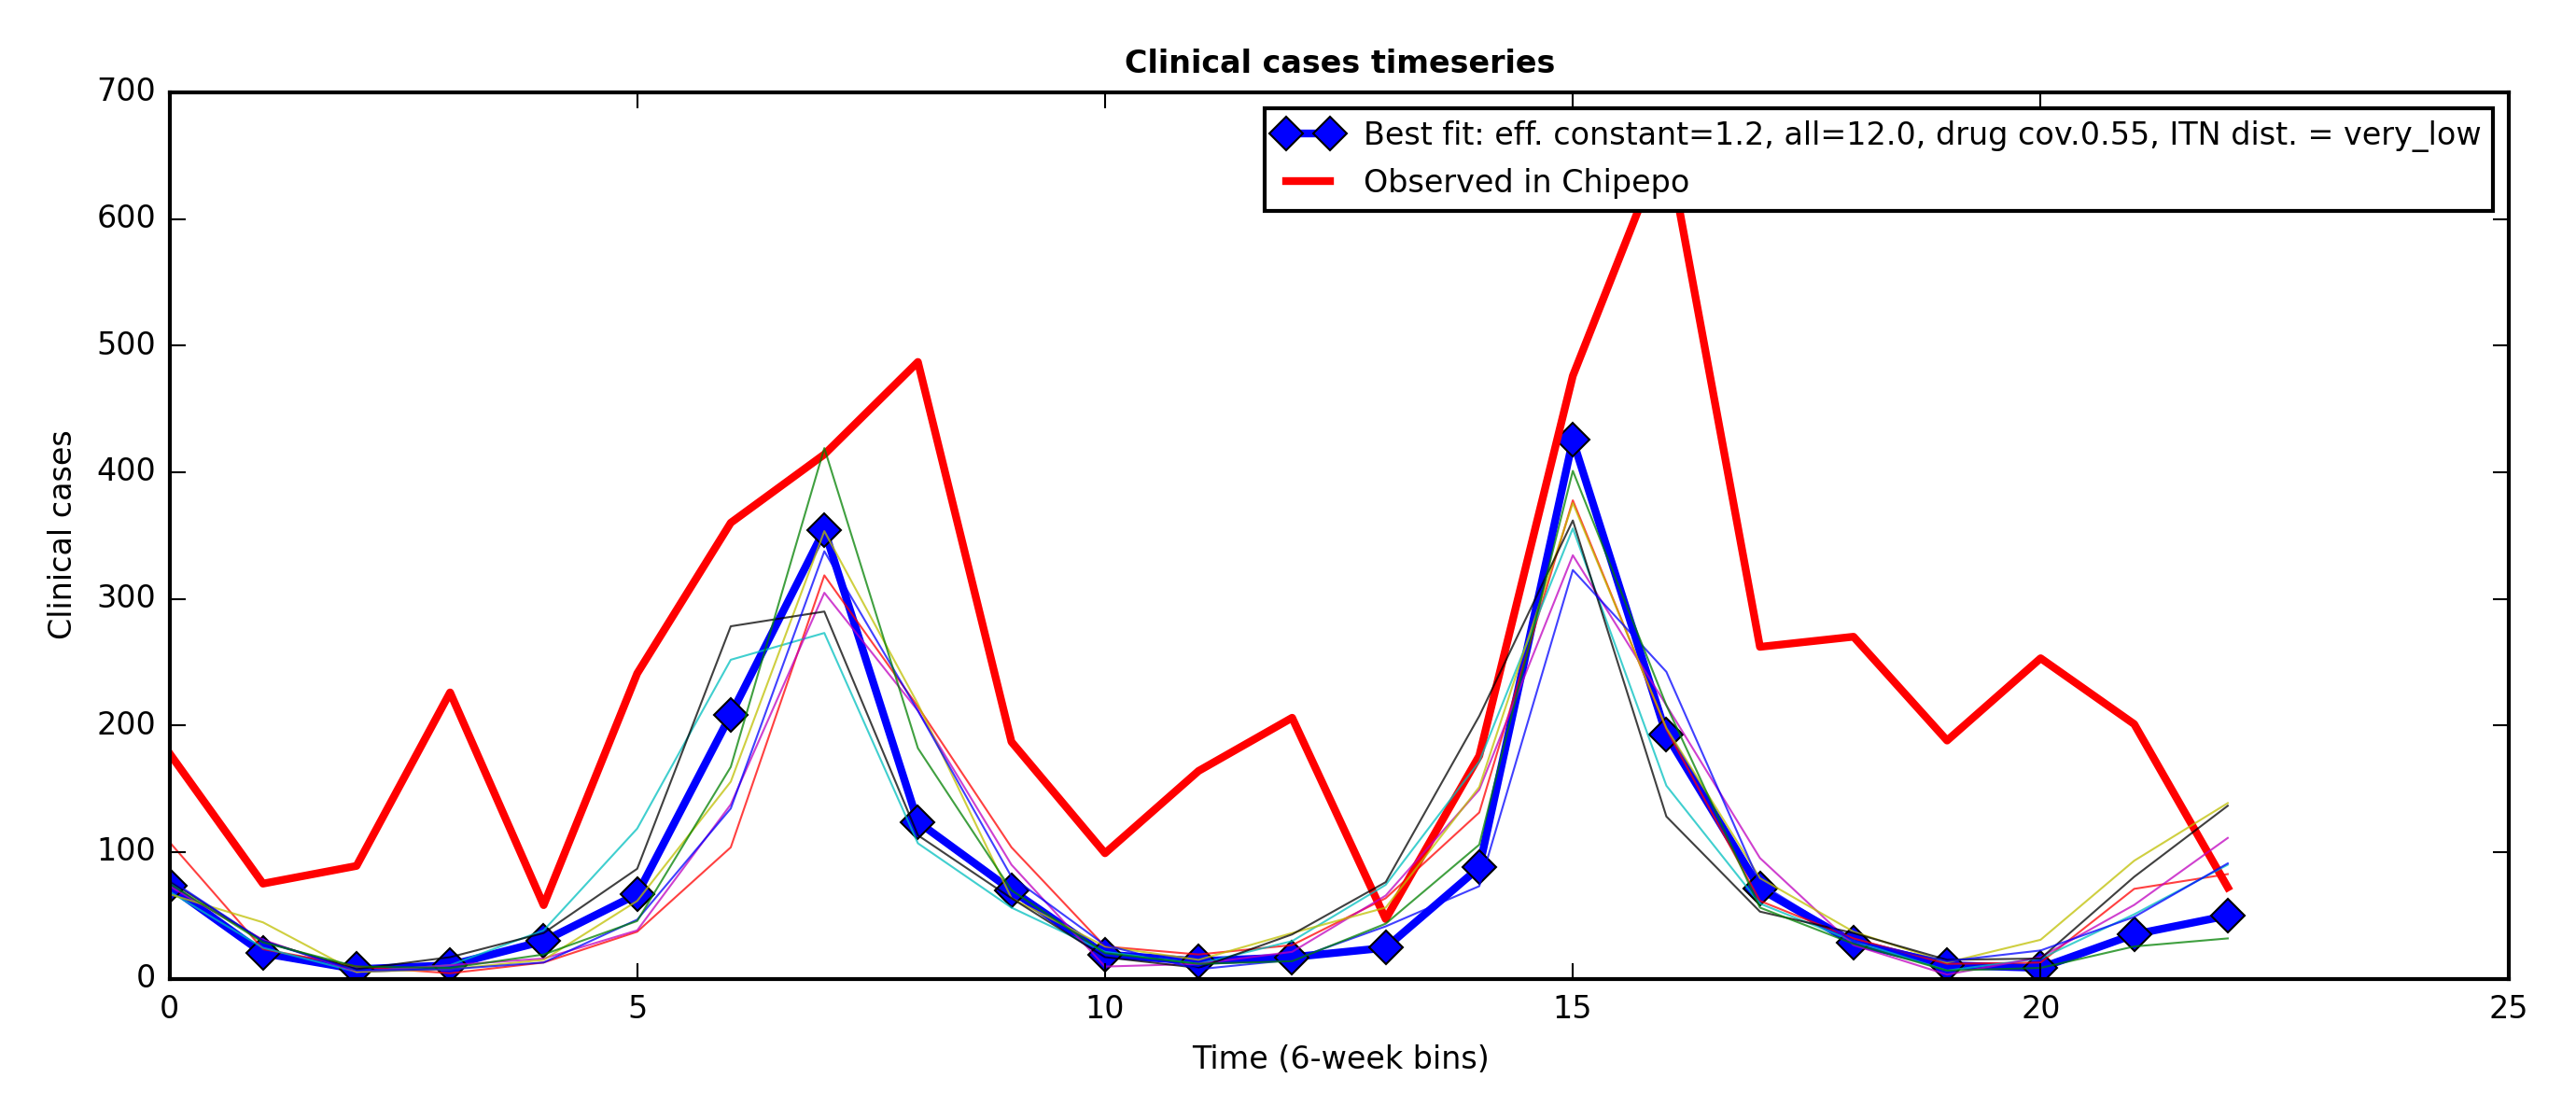 Clinical cases timeseries
700
600
500
400
300
200
100
0
Clinical cases
Best fit: eff. constant=1.2, all=12.0, drug cov.0.55, ITN dist. = very_low
Observed in Chipepo
0 5 10 15 20 25
Time (6-week bins)